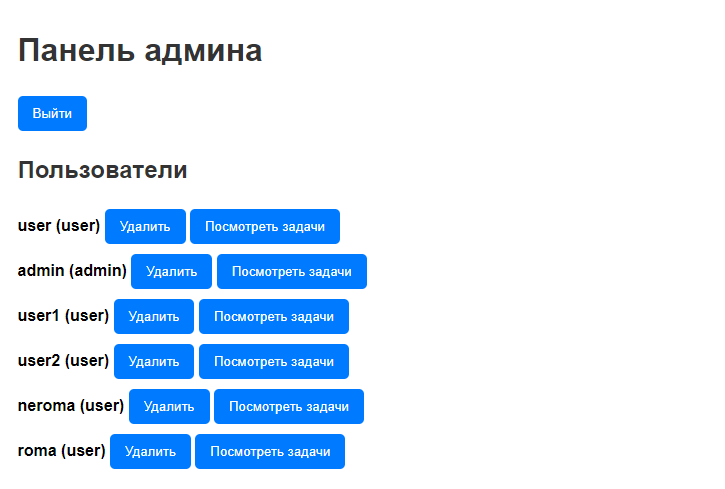 Панель админа
Выйти
Пользователи
user (user) Удалить Посмотреть задачи
admin (admin) Удалить Посмотреть задачи
user1 (user) Удалить Посмотреть задачи
user2 (user) Удалить Посмотреть задачи
neroma (user) Удалить Посмотреть задачи
roma (user) Удалить Посмотреть задачи